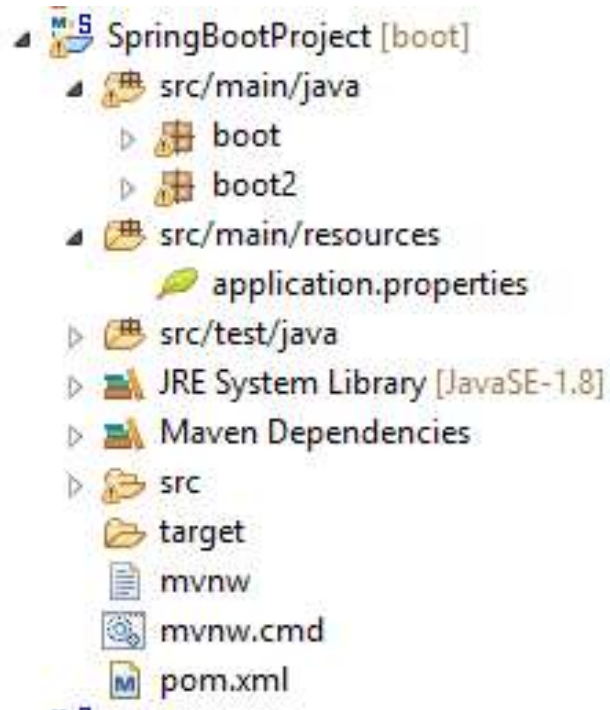 SpringBootProject [boot]
src/main/java
boot
boot2
src/main/resources
application.properties
src/test/java
JRE System Library [JavaSE-1.8]
Maven Dependencies
src
target
mvnw
mvnw.cmd
pom.xml